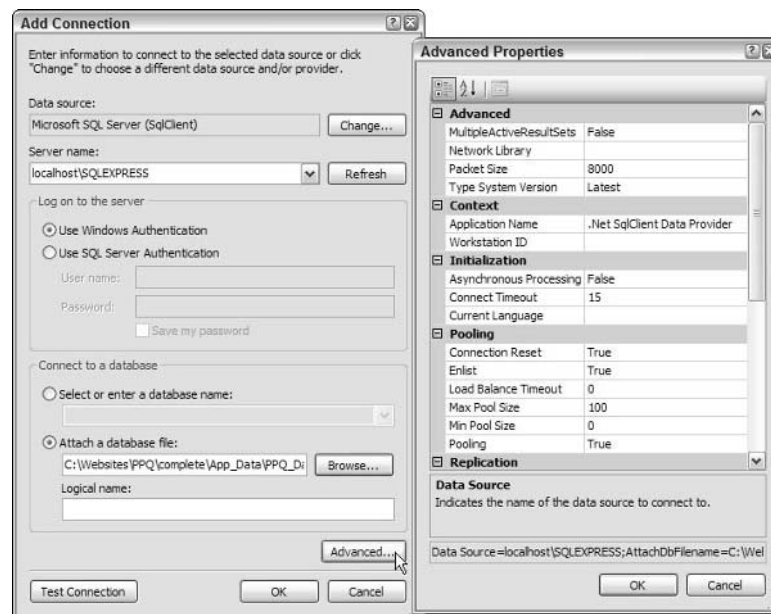 Add Connection
Enter information to connect to the selected data source or click
"Change" to choose a different data source and/or provider.
Data source:
Microsoft SQL Server (SqlClient)
Change...
Server name:
localhost\SQLEXPRESS
Refresh
Log on to the server
Use Windows Authentication
Use SQL Server Authentication
User name:
Password:
Save my password
Connect to a database
Select or enter a database name:
Attach a database file:
C:\Websites\PPQ\complete\App_Data\PPQ_Da
Browse...
Logical name:
Advanced...
Test Connection
OK
Cancel
Advanced Properties
Advanced
MultipleActiveResultSets False
Network Library
Packet Size 8000
Type System Version Latest
Context
Application Name .Net SqlClient Data Provider
Workstation ID
Initialization
Asynchronous Processing False
Connect Timeout 15
Current Language
Pooling
Connection Reset True
Enlist True
Load Balance Timeout 0
Max Pool Size 100
Min Pool Size 0
Pooling True
Replication
Data Source
Indicates the name of the data source to connect to.
Data Source=localhost\SQLEXPRESS;AttachDbFilename=C:\Wel
OK
Cancel